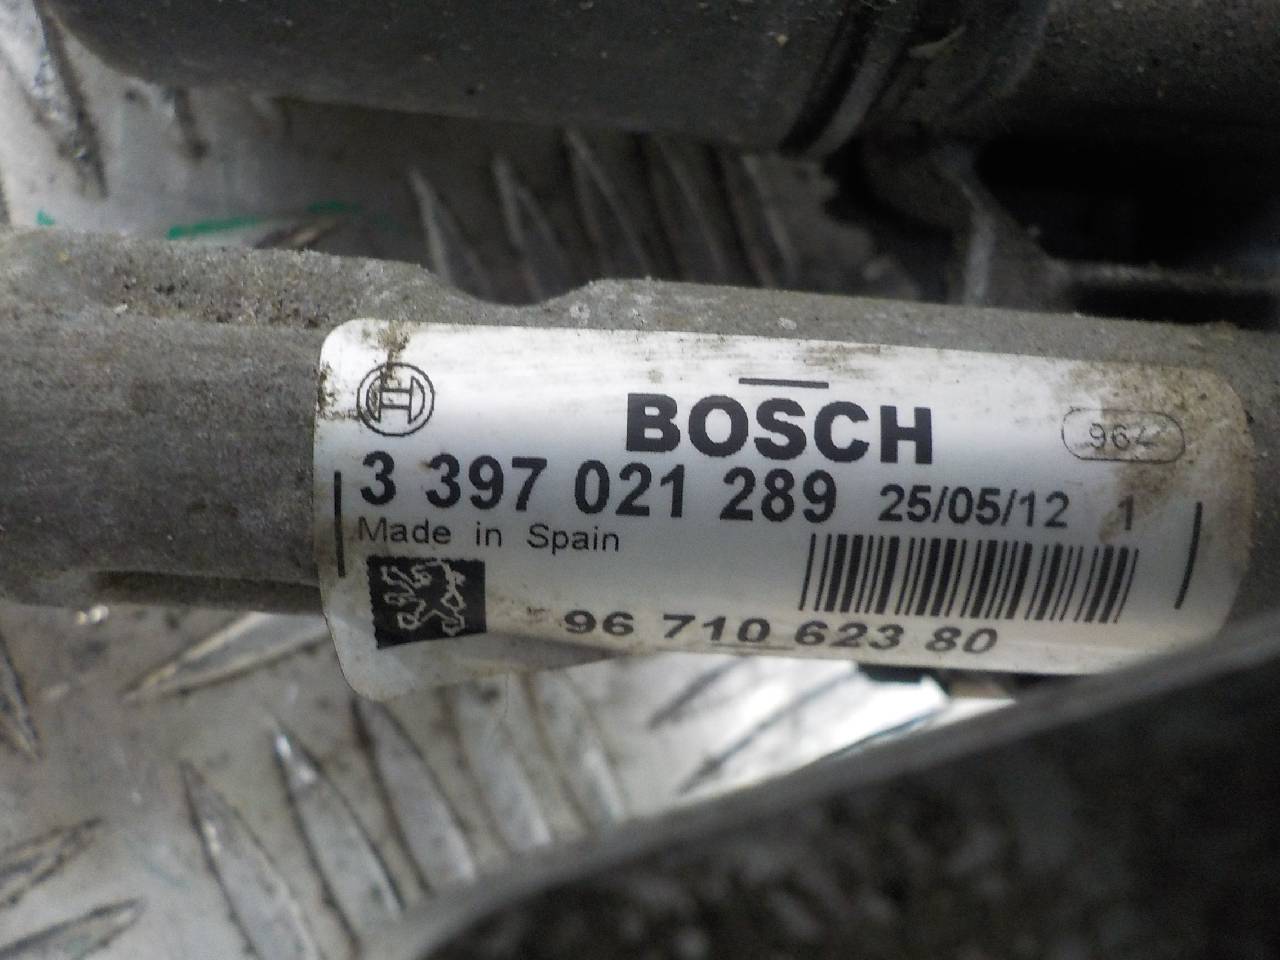 BOSCH
3 397 021 289 25/05/12 1
Made in Spain
96 710 623 80